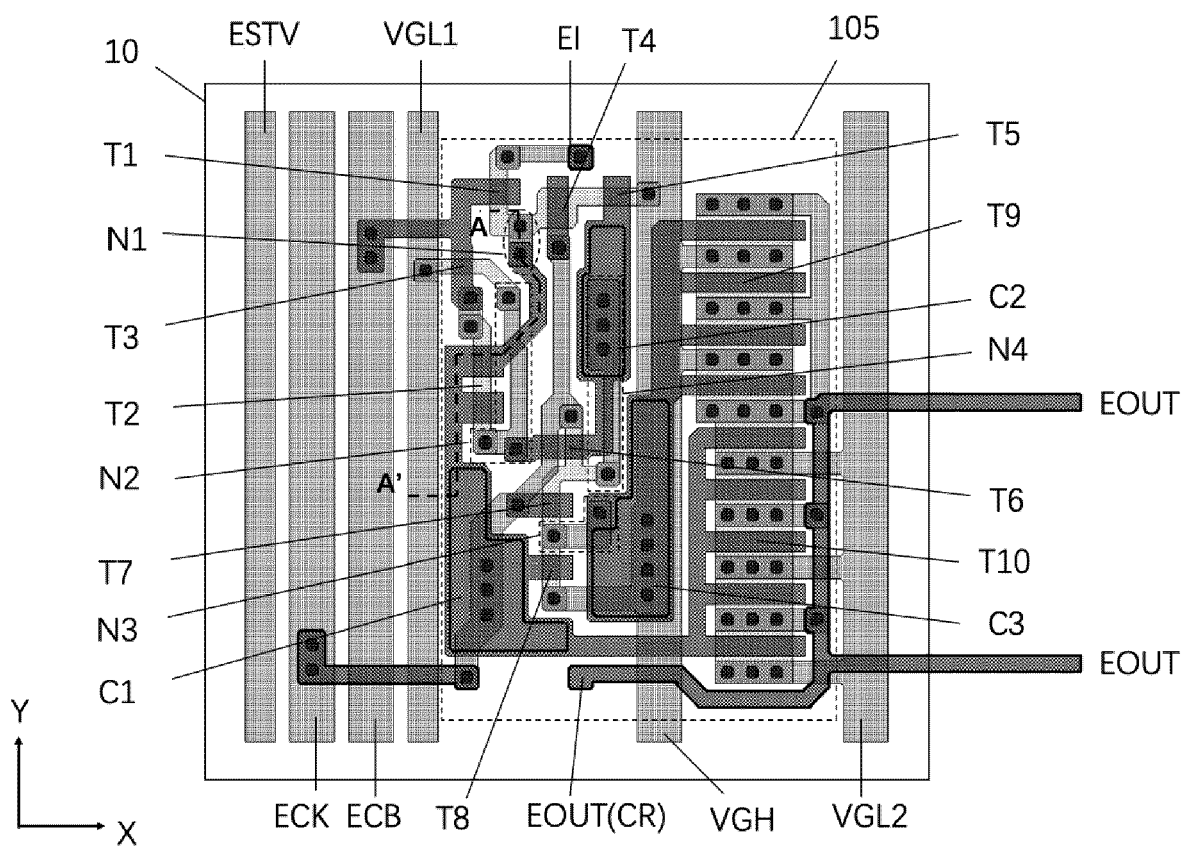 10
ESTV
VGL1
EI
T4
105
T1
N1
T3
T2
N2
T7
N3
C1
A
A'
T5
T9
C2
N4
EOUT
T6
T10
C3
EOUT
Y
X
ECK
ECB
T8
EOUT(CR)
VGH
VGL2